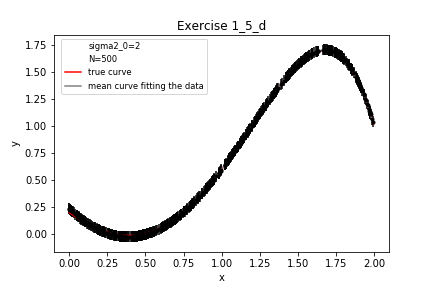 Exercise 1_5_d
sigma2_0=2
N=500
true curve
mean curve fitting the data
y
1.75
1.50
1.25
1.00
0.75
0.50
0.25
0.00
0.00 0.25 0.50 0.75 1.00 1.25 1.50 1.75 2.00
x